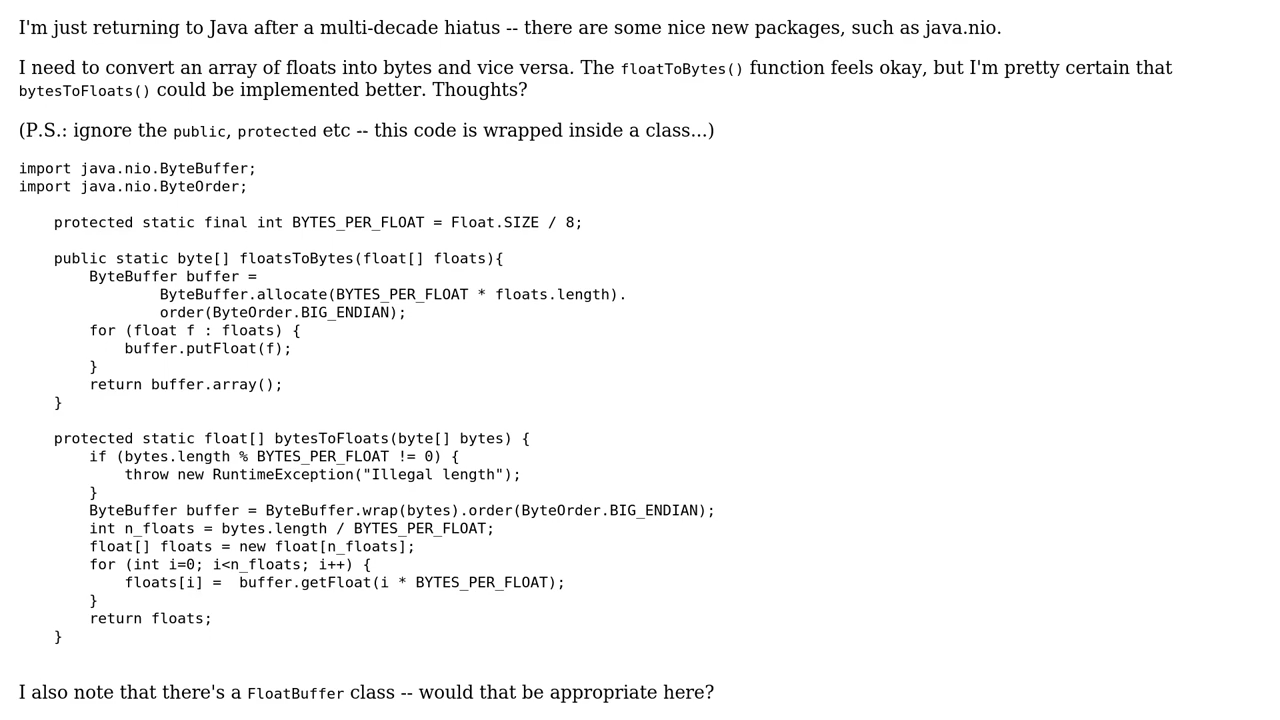 I'm just returning to Java after a multi-decade hiatus -- there are some nice new packages, such as java.nio.
I need to convert an array of floats into bytes and vice versa. The floatToBytes() function feels okay, but I'm pretty certain that
bytesToFloats() could be implemented better. Thoughts?
(P.S.: ignore the public, protected etc -- this code is wrapped inside a class...)
import java.nio.ByteBuffer;
import java.nio.ByteOrder;
    protected static final int BYTES_PER_FLOAT = Float.SIZE / 8;
    public static byte[] floatsToBytes(float[] floats){
        ByteBuffer buffer =
                ByteBuffer.allocate(BYTES_PER_FLOAT * floats.length).
                order(ByteOrder.BIG_ENDIAN);
        for (float f : floats) {
            buffer.putFloat(f);
        }
        return buffer.array();
    }
    protected static float[] bytesToFloats(byte[] bytes) {
        if (bytes.length % BYTES_PER_FLOAT != 0) {
            throw new RuntimeException("Illegal length");
        }
        ByteBuffer buffer = ByteBuffer.wrap(bytes).order(ByteOrder.BIG_ENDIAN);
        int n_floats = bytes.length / BYTES_PER_FLOAT;
        float[] floats = new float[n_floats];
        for (int i=0; i<n_floats; i++) {
            floats[i] =  buffer.getFloat(i * BYTES_PER_FLOAT);
        }
        return floats;
    }
I also note that there's a FloatBuffer class -- would that be appropriate here?